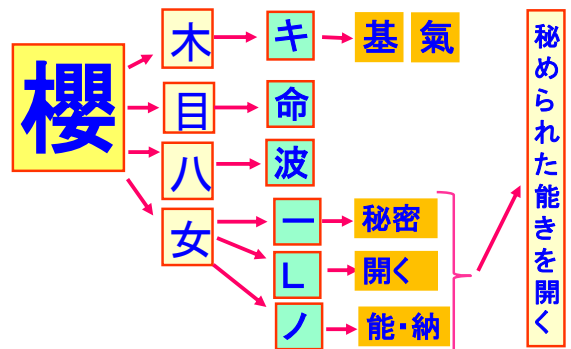 櫻
木
キ
基
氣
目
命
八
波
女
一
秘密
L
開く
ノ
能・納
秘められた能きを開く